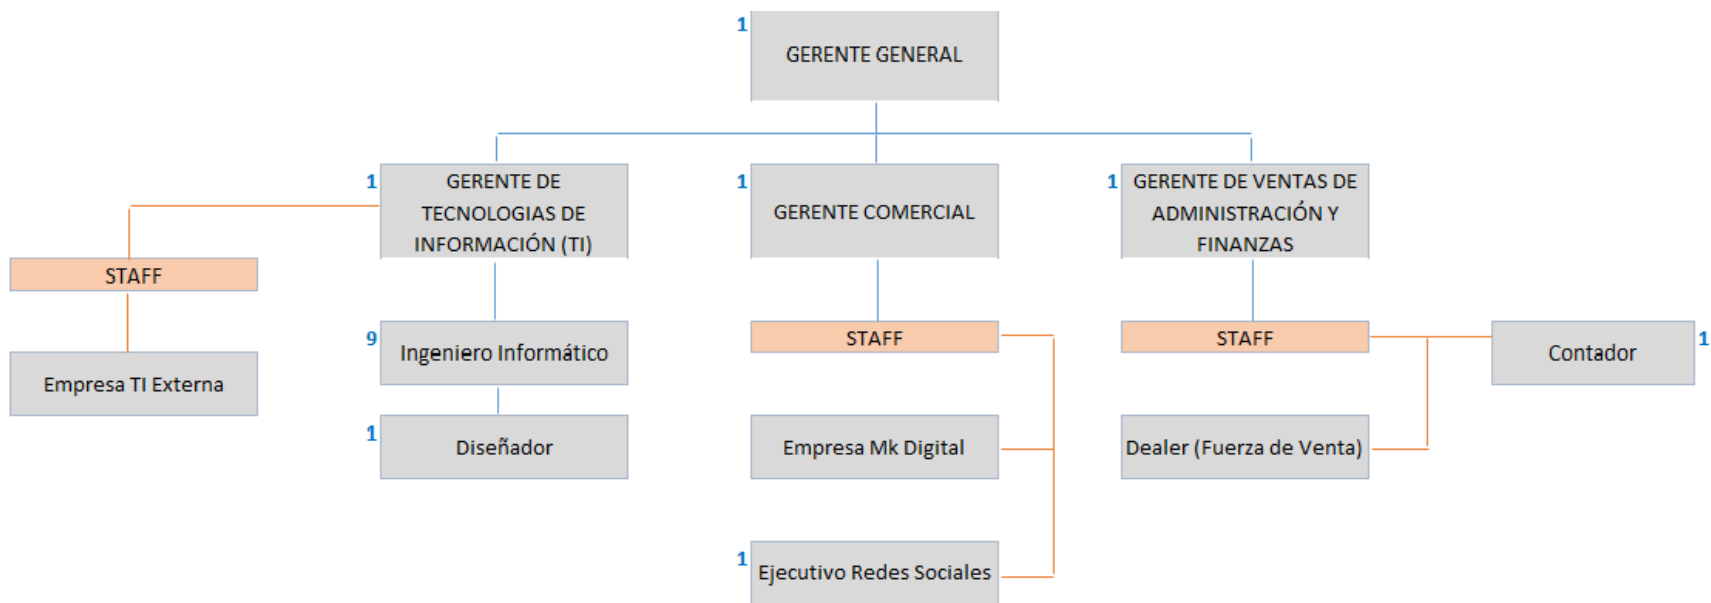 1
GERENTE GENERAL
1
GERENTE DE
TECNOLOGIAS DE
INFORMACIÓN (TI)
1
GERENTE COMERCIAL
1
GERENTE DE VENTAS DE
ADMINISTRACIÓN Y
FINANZAS
STAFF
Empresa TI Externa
9
Ingeniero Informático
1
Diseñador
STAFF
Empresa Mk Digital
1
Ejecutivo Redes Sociales
STAFF
Dealer (Fuerza de Venta)
Contador
1